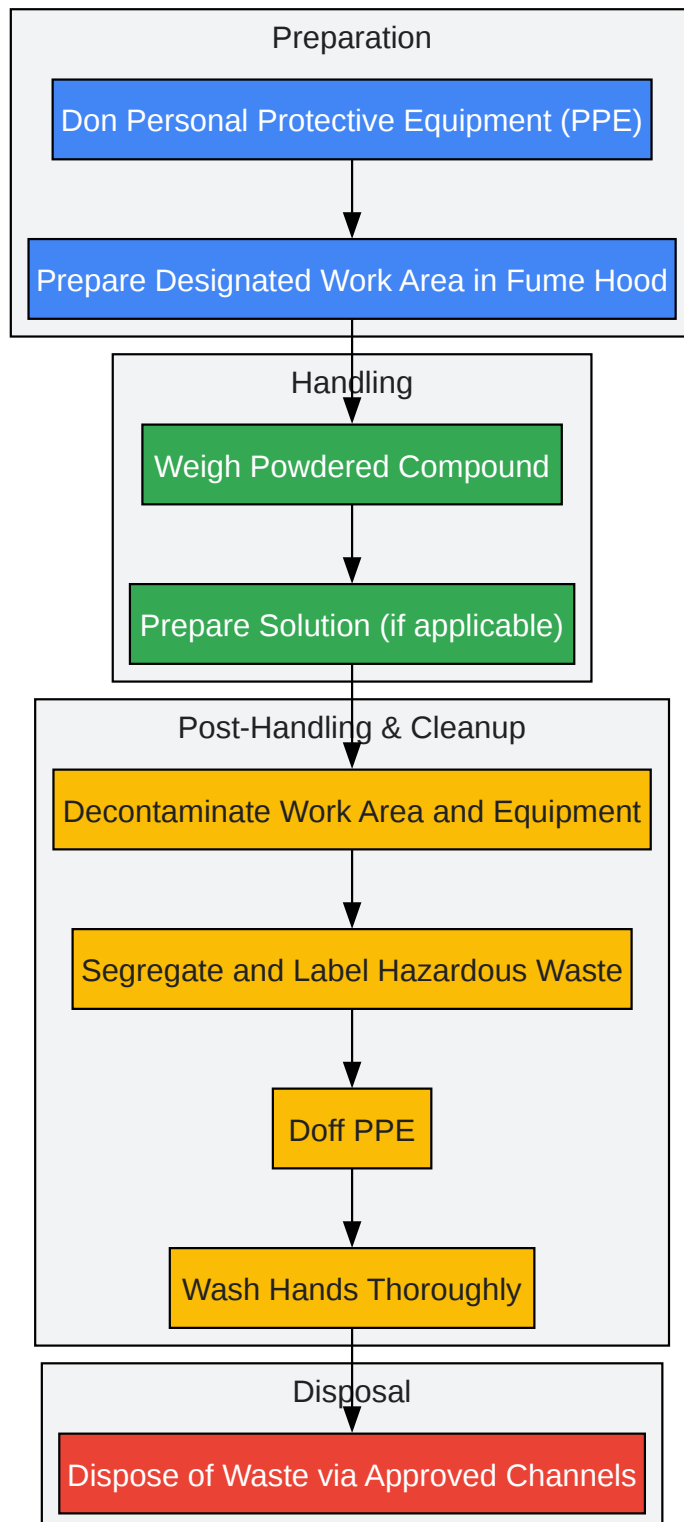 Preparation
Don Personal Protective Equipment (PPE)
Prepare Designated Work Area in Fume Hood
Handling
Weigh Powdered Compound
Prepare Solution (if applicable)
Post-Handling & Cleanup
Decontaminate Work Area and Equipment
Segregate and Label Hazardous Waste
Doff PPE
Wash Hands Thoroughly
Disposal
Dispose of Waste via Approved Channels